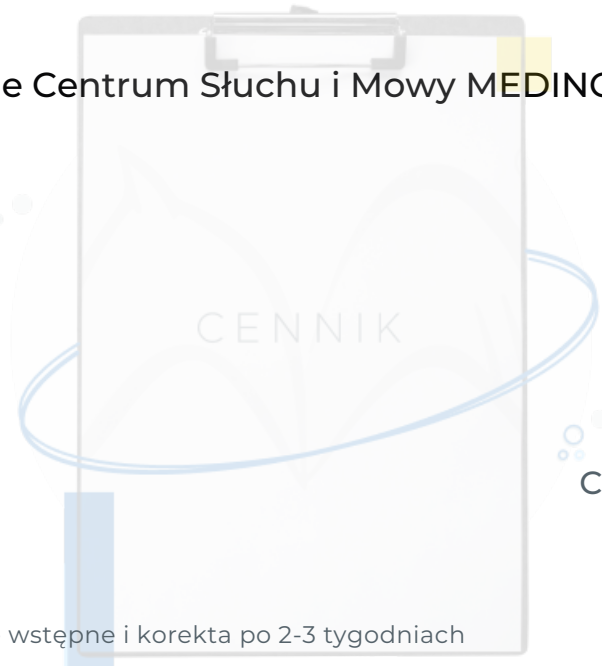 e Centrum Słuchu i Mowy MEDINC
CENNIK
C
wstępne i korekta po 2-3 tygodniach